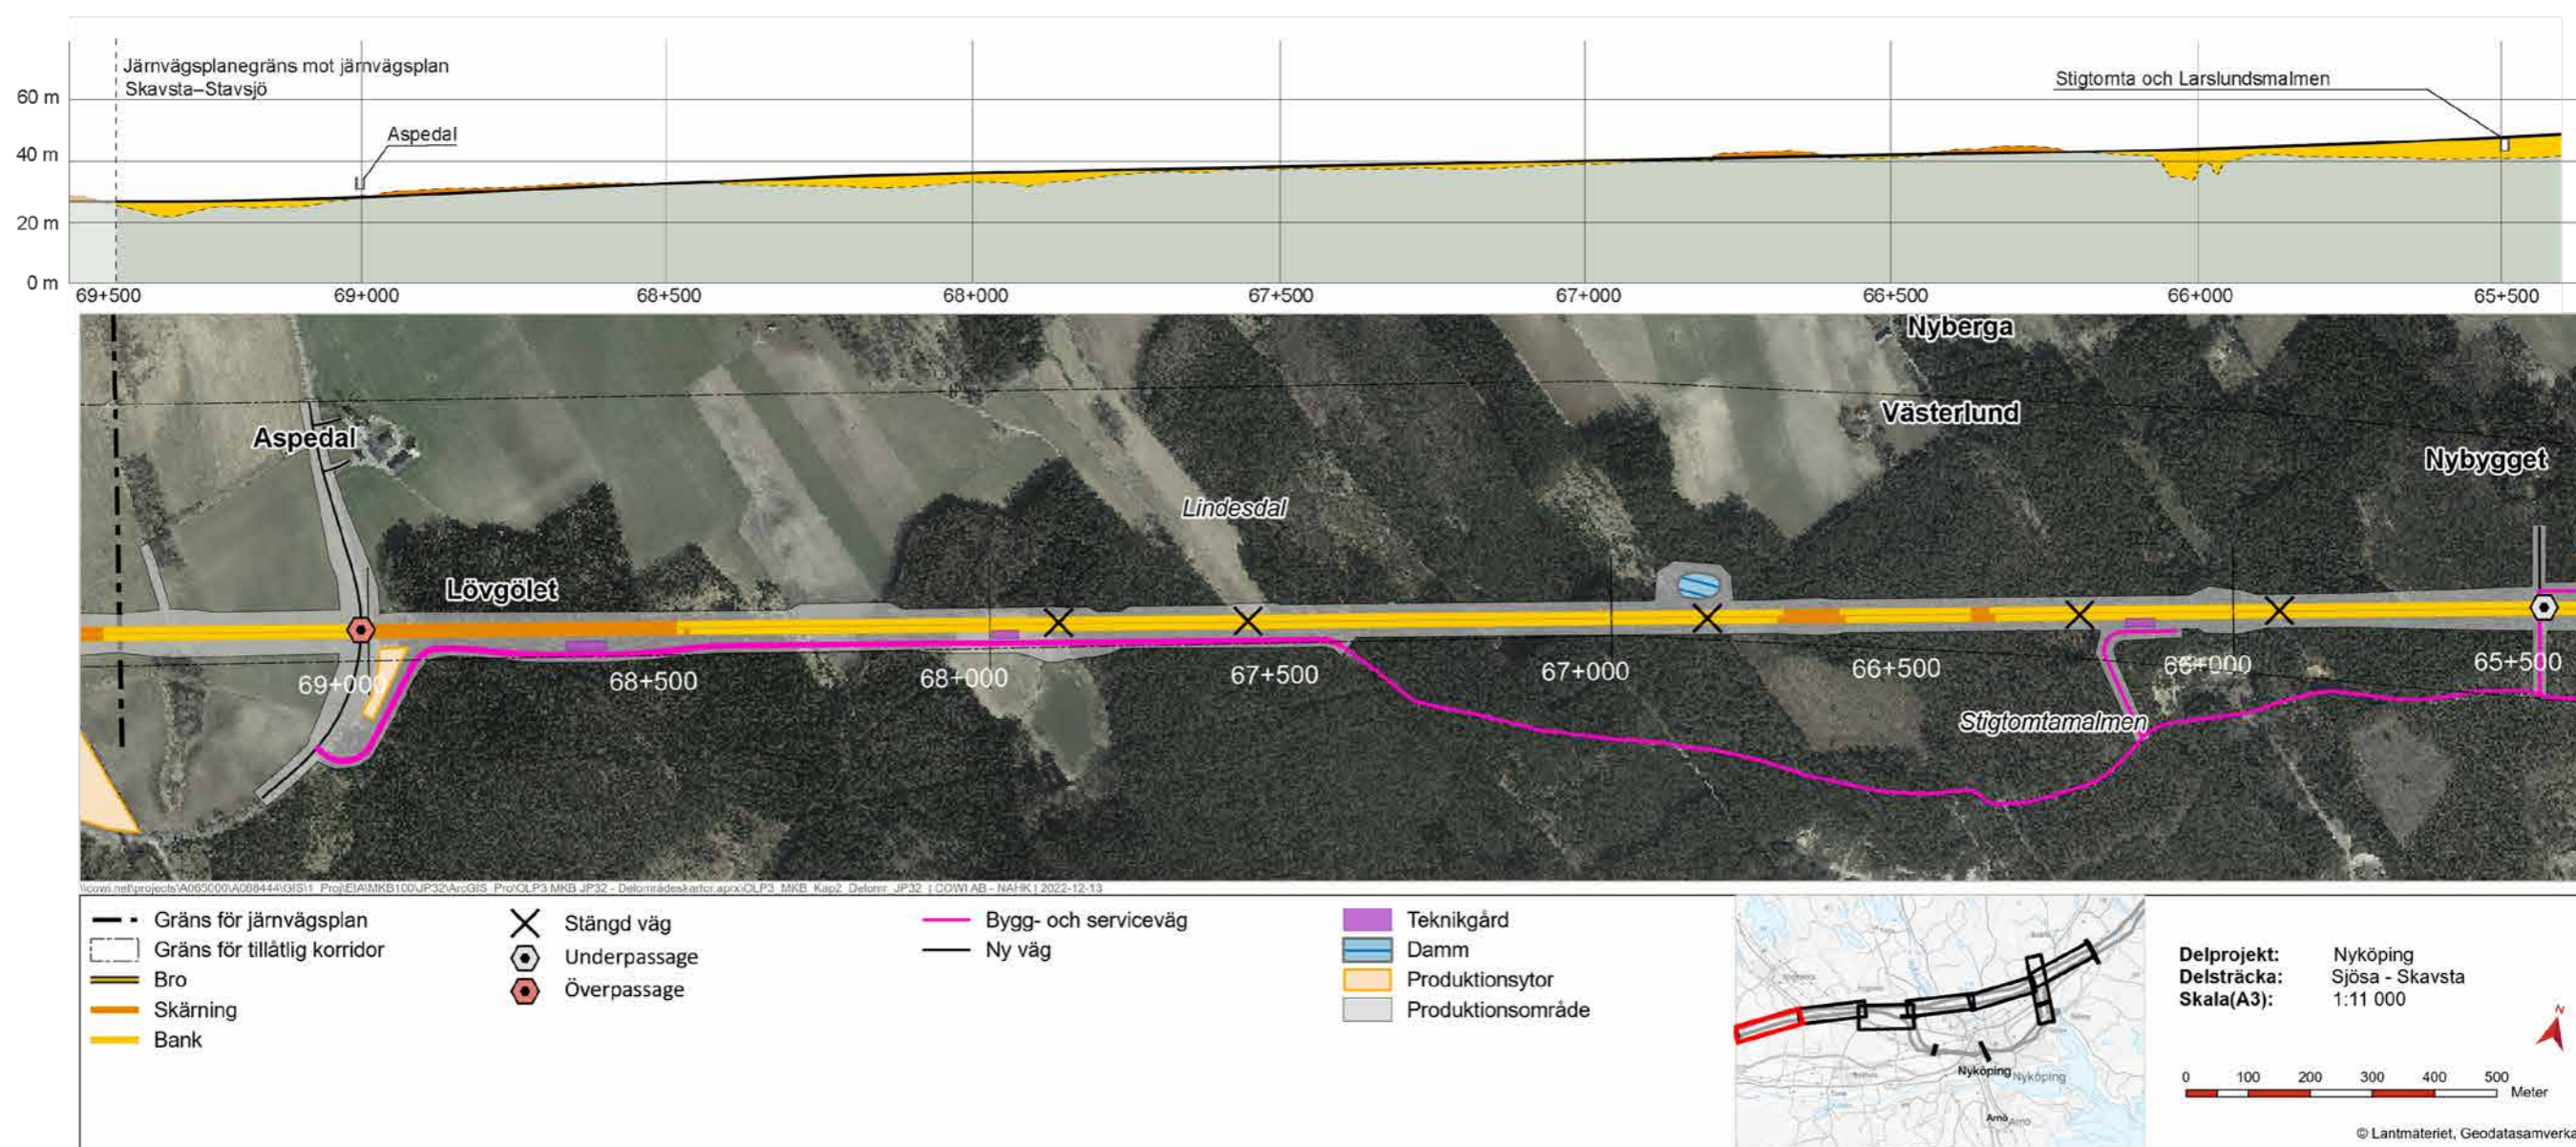 Järnvägsplanegräns mot järnvägsplan
Skavsta–Stavsjö
Stigtomta och Larslundsmalmen
60 m
Aspedal
40 m
20 m
0 m
69+500 69+000 68+500 68+000 67+500 67+000 66+500 66+000 65+500
Nyberga
Västerlund
Aspedal
Nybygget
Lindesdal
Lövgölet
69+000 68+500 68+000 67+500 67+000 66+500 66+000 65+500
Stigtomtamalmen
Gräns för järnvägsplan
Gräns för tillåtlig korridor
Bro
Skärning
Bank
Stängd väg
Underpassage
Överpassage
Bygg- och serviceväg
Ny väg
Teknikgård
Damm
Produktionsytor
Produktionsområde
Nyköping Nyköping
Arnö Arnö
Delprojekt: Nyköping
Delsträcka: Sjösa - Skavsta
Skala(A3): 1:11 000
N
0 100 200 300 400 500
Meter
© Lantmäteriet, Geodatasamverka